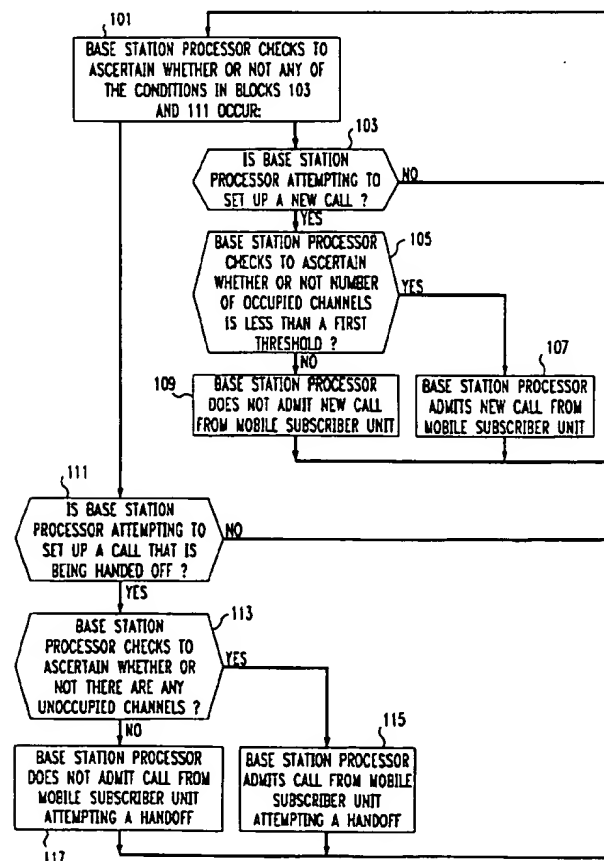 101
BASE STATION PROCESSOR CHECKS TO
ASCERTAIN WHETHER OR NOT ANY OF
THE CONDITIONS IN BLOCKS 103
AND 111 OCCUR:
103
IS BASE STATION
PROCESSOR ATTEMPTING TO
SET UP A NEW CALL ?
NO
YES
105
BASE STATION PROCESSOR
CHECKS TO ASCERTAIN
WHETHER OR NOT NUMBER
OF OCCUPIED CHANNELS
IS LESS THAN A FIRST
THRESHOLD ?
YES
NO
109
BASE STATION PROCESSOR
DOES NOT ADMIT NEW CALL
FROM MOBILE SUBSCRIBER UNIT
107
BASE STATION PROCESSOR
ADMITS NEW CALL FROM
MOBILE SUBSCRIBER UNIT
111
IS BASE STATION
PROCESSOR ATTEMPTING TO
SET UP A CALL THAT IS
BEING HANDED OFF ?
NO
YES
113
BASE STATION
PROCESSOR CHECKS TO
ASCERTAIN WHETHER OR
NOT THERE ARE ANY
UNOCCUPIED CHANNELS ?
YES
NO
BASE STATION PROCESSOR
DOES NOT ADMIT CALL FROM
MOBILE SUBSCRIBER UNIT
ATTEMPTING A HANDOFF
117
115
BASE STATION PROCESSOR
ADMITS CALL FROM MOBILE
SUBSCRIBER UNIT
ATTEMPTING A HANDOFF